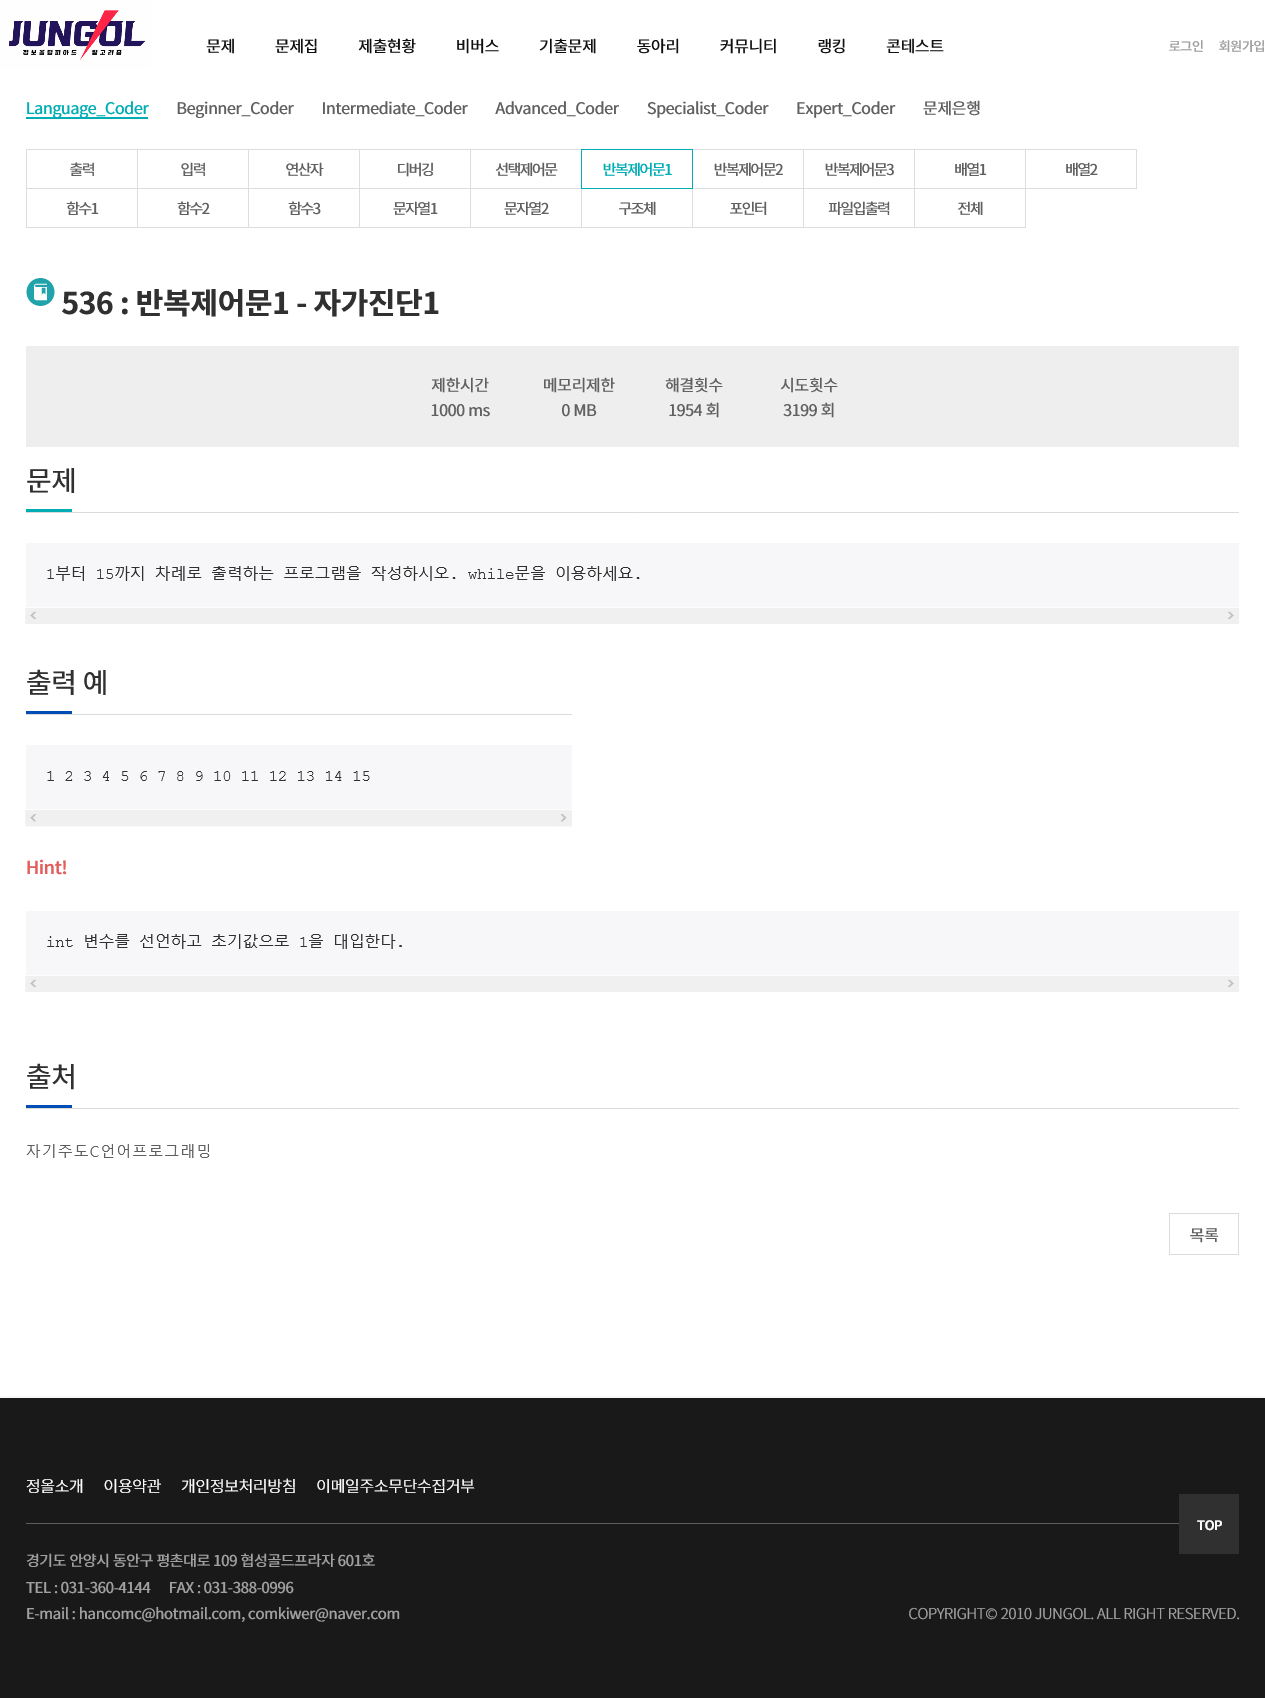 JUNGOL
정보올림피아드 알고리즘
문제 문제집 제출현황 비버스 기출문제 동아리 커뮤니티 랭킹 콘테스트
로그인 회원가입
Language_Coder Beginner_Coder Intermediate_Coder Advanced_Coder Specialist_Coder Expert_Coder 문제은행
출력 입력 연산자 디버깅 선택제어문 반복제어문1 반복제어문2 반복제어문3 배열1 배열2
함수1 함수2 함수3 문자열1 문자열2 구조체 포인터 파일입출력 전체
536 : 반복제어문1 - 자가진단1
제한시간 메모리제한 해결횟수 시도횟수
1000 ms 0 MB 1954 회 3199 회
문제
1부터 15까지 차례로 출력하는 프로그램을 작성하시오. while문을 이용하세요.
출력 예
1 2 3 4 5 6 7 8 9 10 11 12 13 14 15
Hint!
int 변수를 선언하고 초기값으로 1을 대입한다.
출처
자기주도C언어프로그래밍
목록
정올소개 이용약관 개인정보처리방침 이메일주소무단수집거부
TOP
경기도 안양시 동안구 평촌대로 109 협성골드프라자 601호
TEL : 031-360-4144 FAX : 031-388-0996
E-mail : hancomc@hotmail.com, comkiwer@naver.com
COPYRIGHT© 2010 JUNGOL. ALL RIGHT RESERVED.